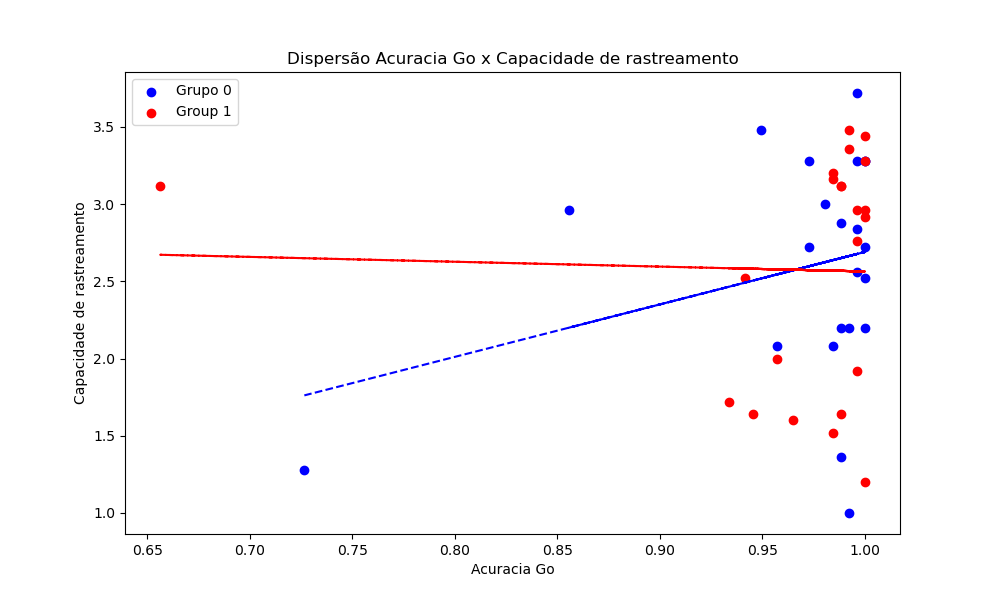 Dispersão Acuracia Go x Capacidade de rastreamento
Grupo 0
Group 1
Capacidade de rastreamento
3.5
3.0
2.5
2.0
1.5
1.0
0.65 0.70 0.75 0.80 0.85 0.90 0.95 1.00
Acuracia Go